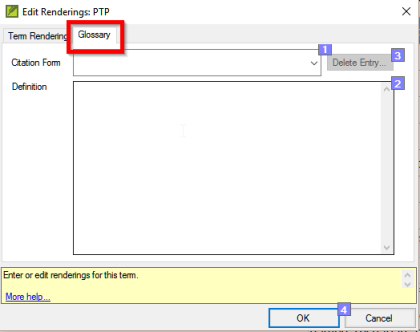 Edit Renderings: PTP
Term Rendering Glossary
Citation Form 1 Delete Entry... 3
Definition 2
Enter or edit renderings for this term.
More help...
OK 4 Cancel